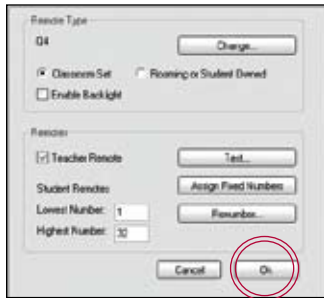 Remote Type
Q4
Change...
Classroom Set
Roaming or Student Owned
Enable Backlight
Remotes
Teacher Remote
Test...
Student Remotes
Assign Fixed Numbers
Lowest Number: 1
Renumber...
Highest Number: 32
Cancel
Ok